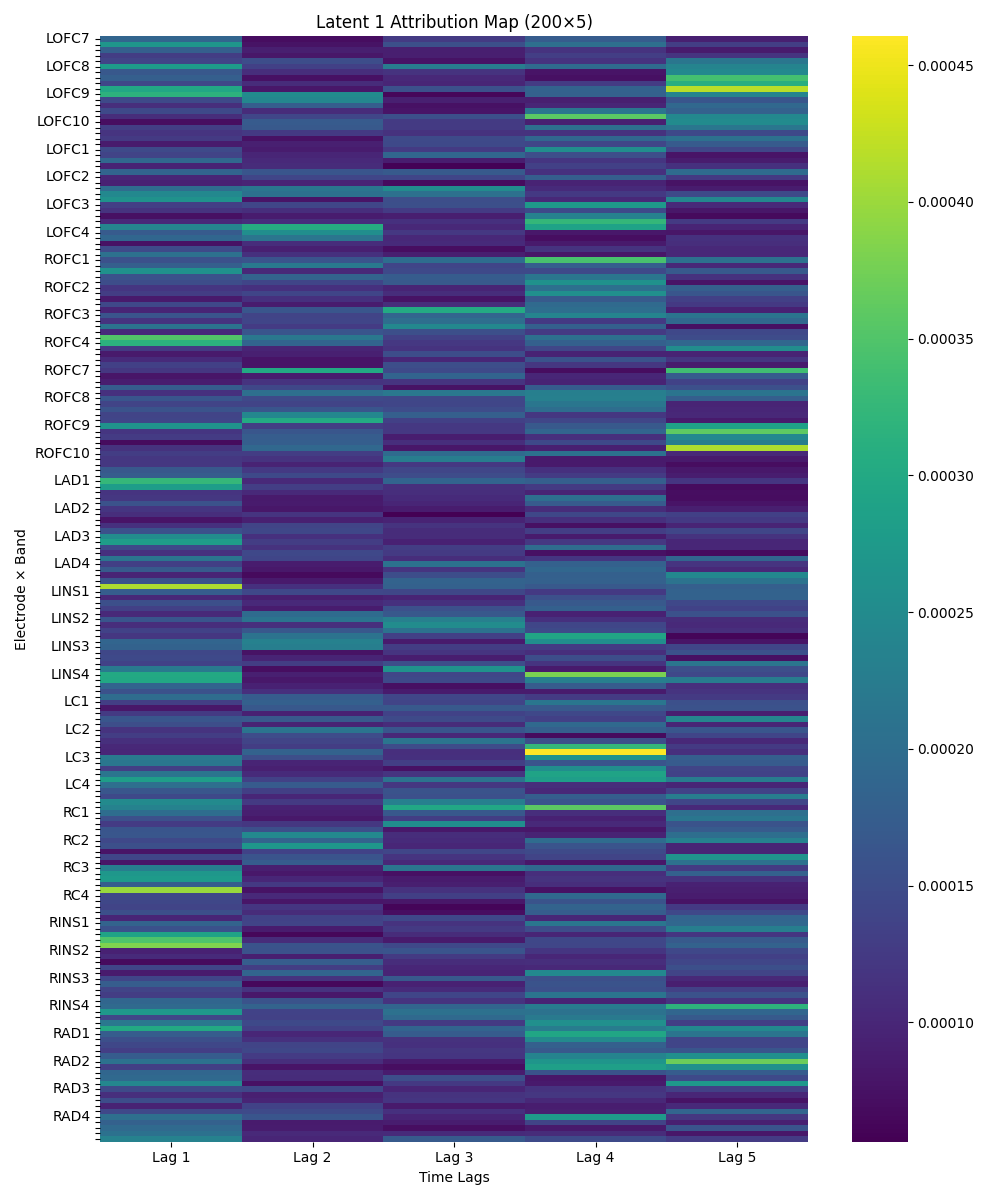 Latent 1 Attribution Map (200×5)
LOFC7
LOFC8
LOFC9
LOFC10
LOFC1
LOFC2
LOFC3
LOFC4
ROFC1
ROFC2
ROFC3
ROFC4
ROFC7
ROFC8
ROFC9
ROFC10
LAD1
LAD2
LAD3
LAD4
LINS1
LINS2
LINS3
LINS4
LC1
LC2
LC3
LC4
RC1
RC2
RC3
RC4
RINS1
RINS2
RINS3
RINS4
RAD1
RAD2
RAD3
RAD4
Electrode × Band
Lag 1 Lag 2 Lag 3 Lag 4 Lag 5
Time Lags
0.00045
0.00040
0.00035
0.00030
0.00025
0.00020
0.00015
0.00010